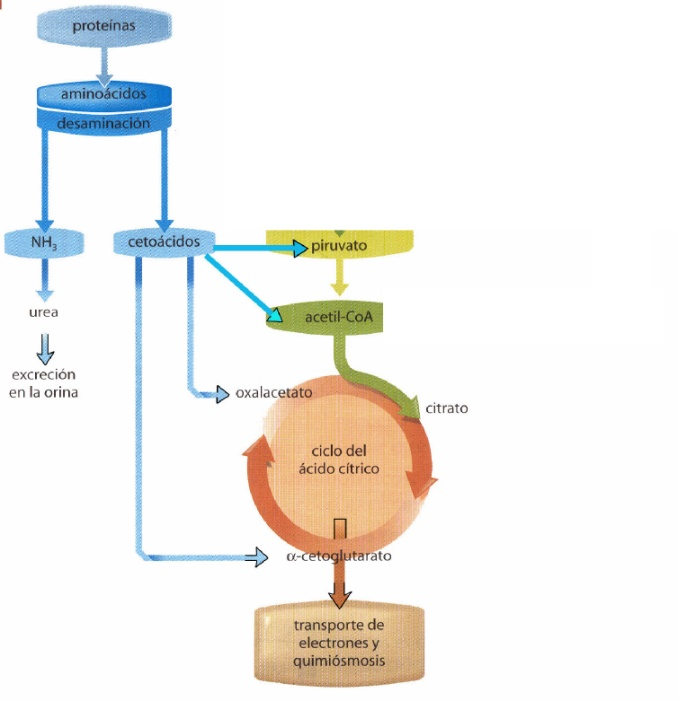 proteínas
aminoácidos
desaminación
NH₃
cetoácidos
piruvato
urea
acetil-CoA
excreción
en la orina
oxalacetato
citrato
ciclo del
ácido cítrico
α-cetoglutarato
transporte de
electrones y
quimiósmosis